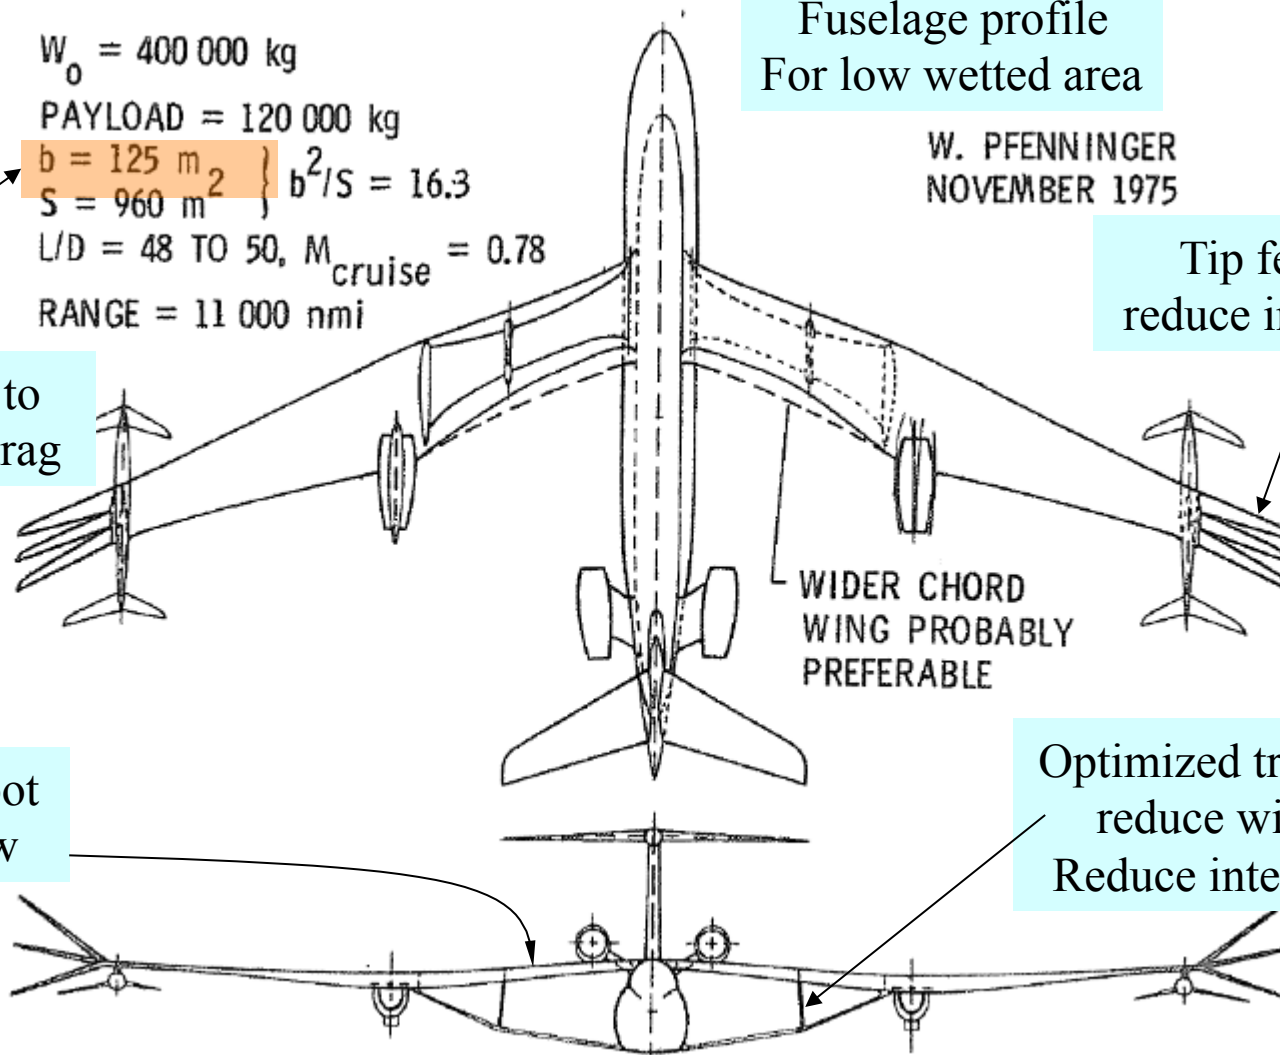 Fuselage profile
For low wetted area
W₀ = 400 000 kg
PAYLOAD = 120 000 kg
b = 125 m
S = 960 m²
b²/S = 16.3
L/D = 48 TO 50, M cruise = 0.78
RANGE = 11 000 nmi
W. PFENNINGER
NOVEMBER 1975
Tip fe
reduce i
to
rag
WIDER CHORD
WING PROBABLY
PREFERABLE
Optimized tr
reduce wi
Reduce inte
ot
w